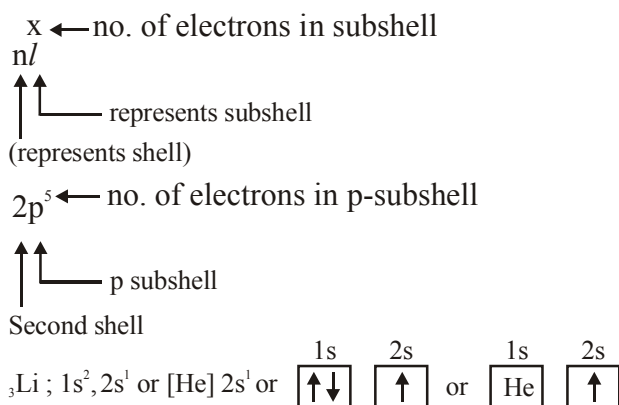 x ← no. of electrons in subshell
nl
represents subshell
(represents shell)
2p⁵ ← no. of electrons in p-subshell
p subshell
Second shell
1s 2s 1s 2s
₃Li ; 1s², 2s¹ or [He] 2s¹ or ↑↓ ↑ or He ↑